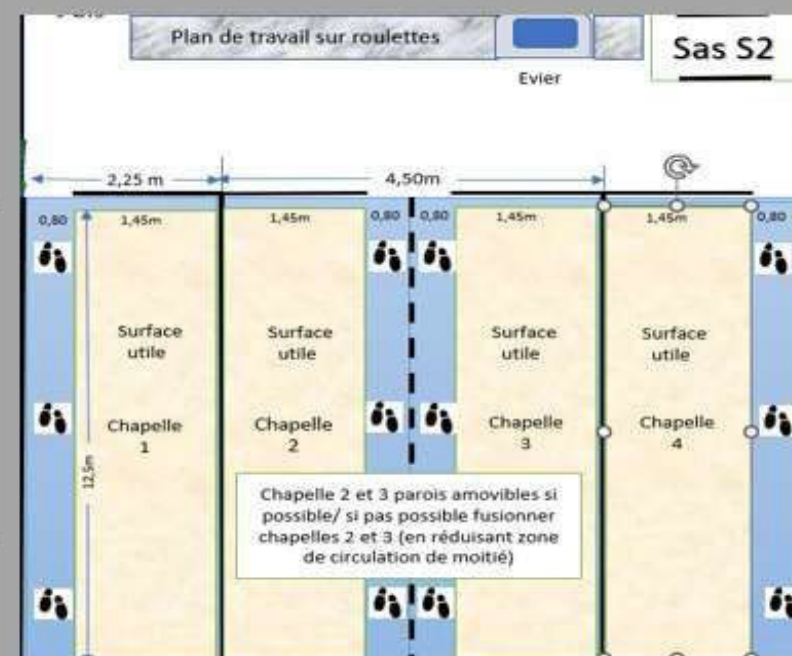 Plan de travail sur roulettes
Sas S2
Evier
2,25 m
4,50m
0,80
1,45m
1,45m
0,80
0,80
1,45m
1,45m
0,80
Surface
utile
Surface
utile
Surface
utile
Surface
utile
Chapelle
1
Chapelle
2
Chapelle
3
Chapelle
4
12,5m
Chapelle 2 et 3 parois amovibles si
possible/ si pas possible fusionner
chapelles 2 et 3 (en réduisant zone
de circulation de moitié)